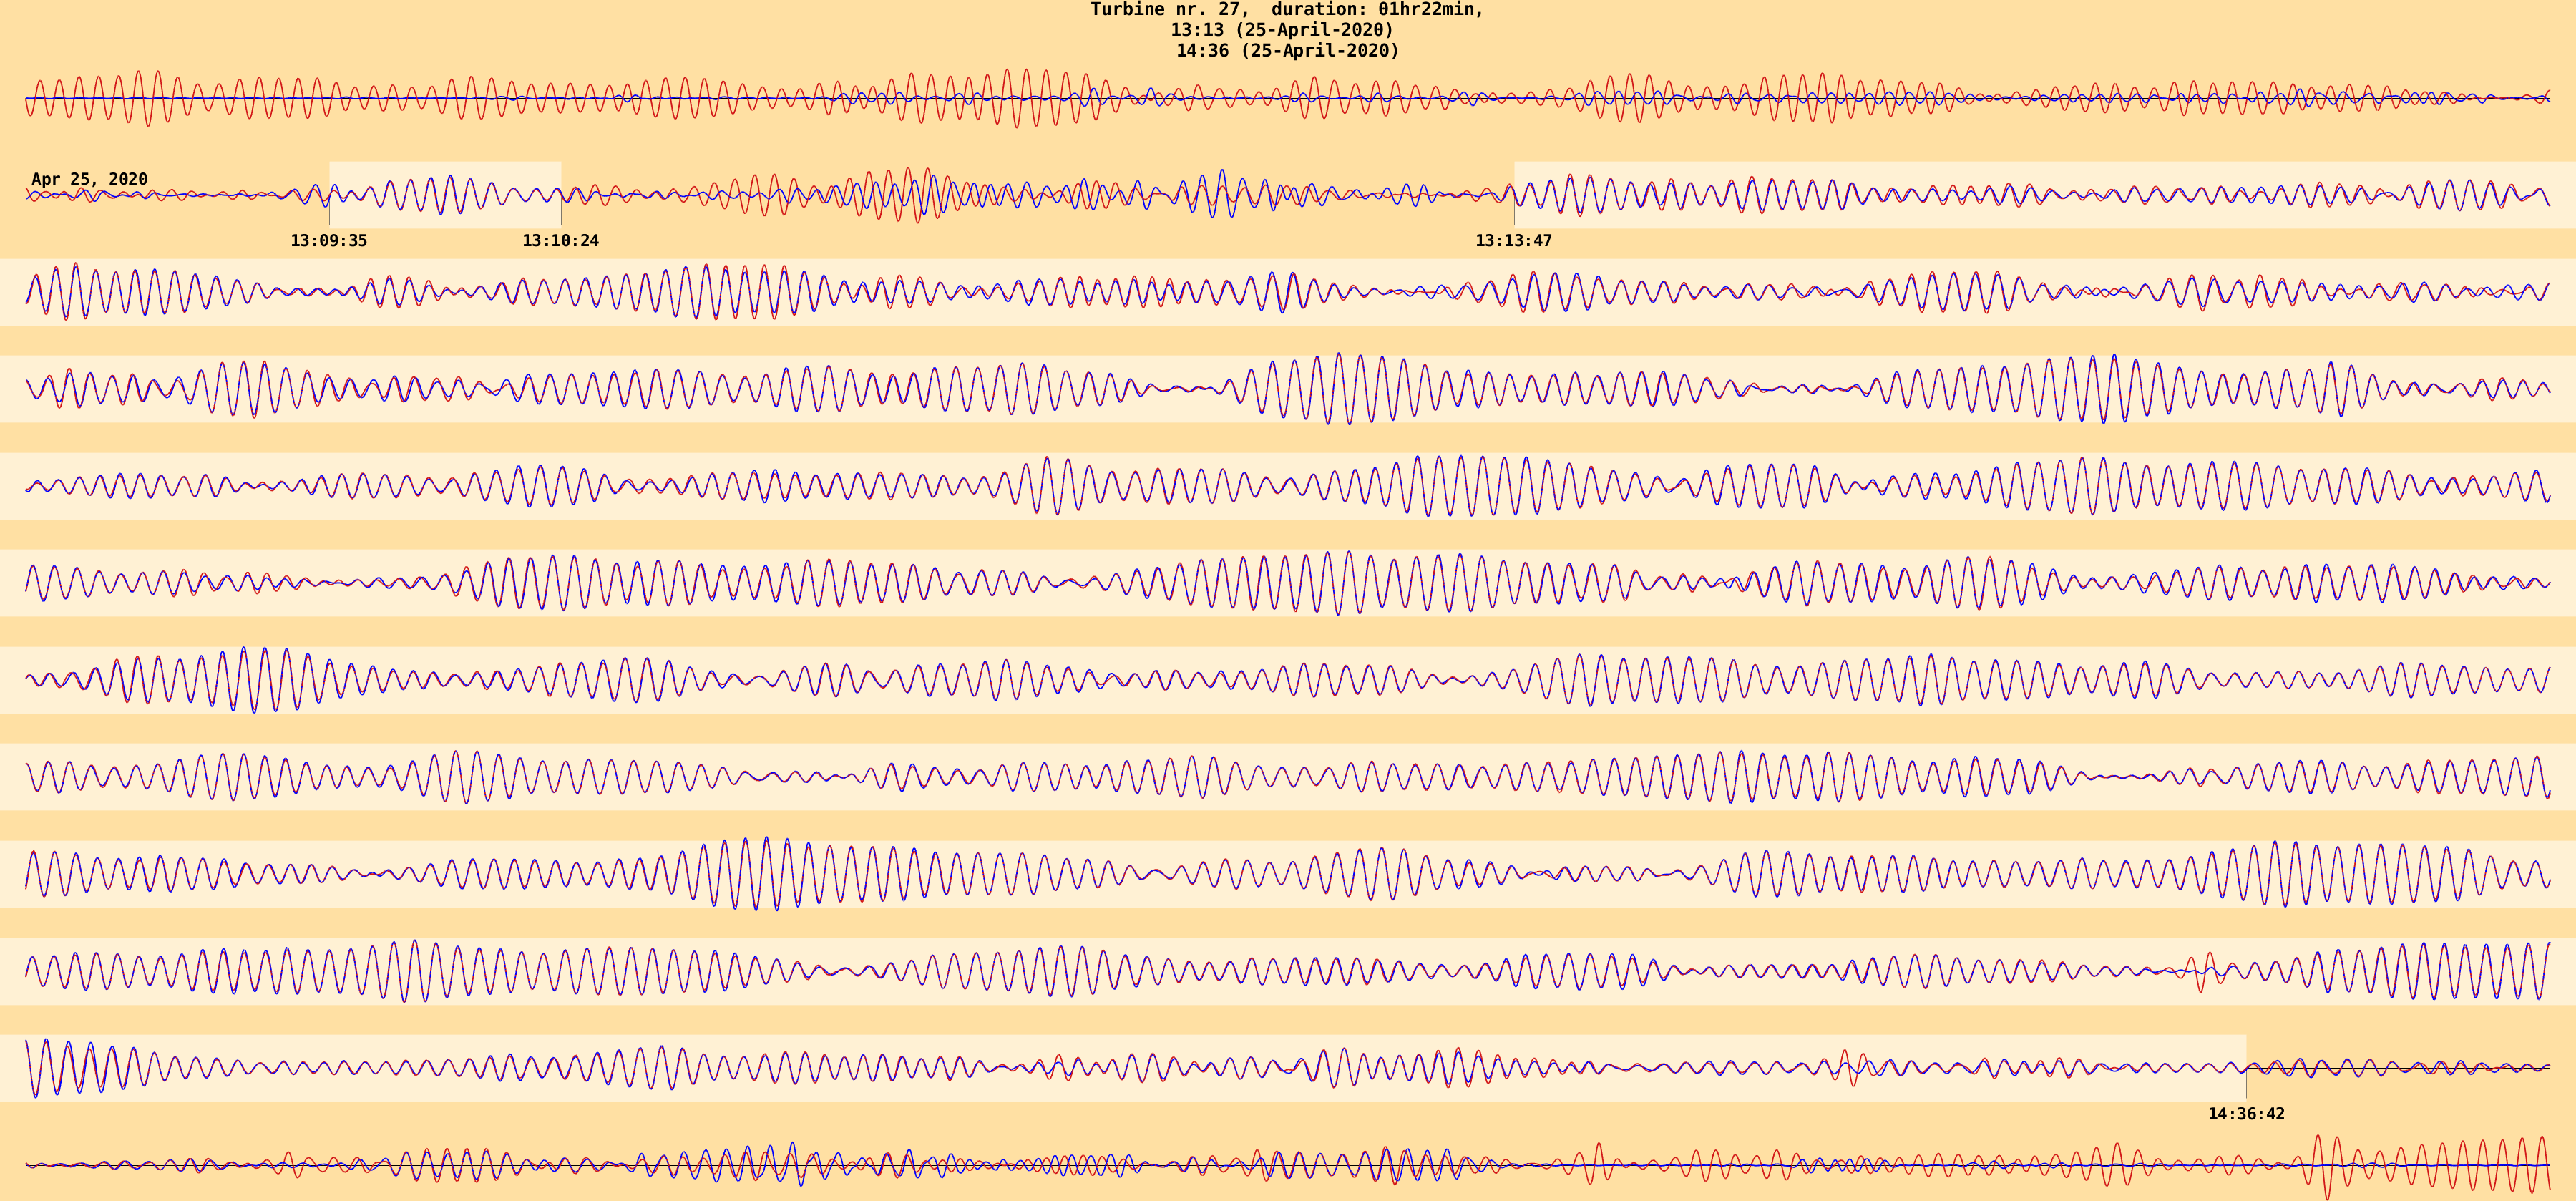 Turbine nr. 27,  duration: 01hr22min,
13:13 (25-April-2020)
14:36 (25-April-2020)
Apr 25, 2020
13:09:35
13:10:24
13:13:47
14:36:42